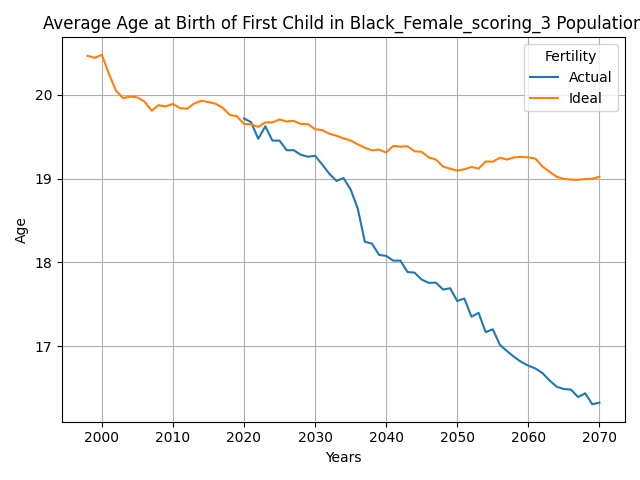 Average Age at Birth of First Child in Black_Female_scoring_3 Population
Fertility
Actual
Ideal
Age
20
19
18
17
2000 2010 2020 2030 2040 2050 2060 2070
Years